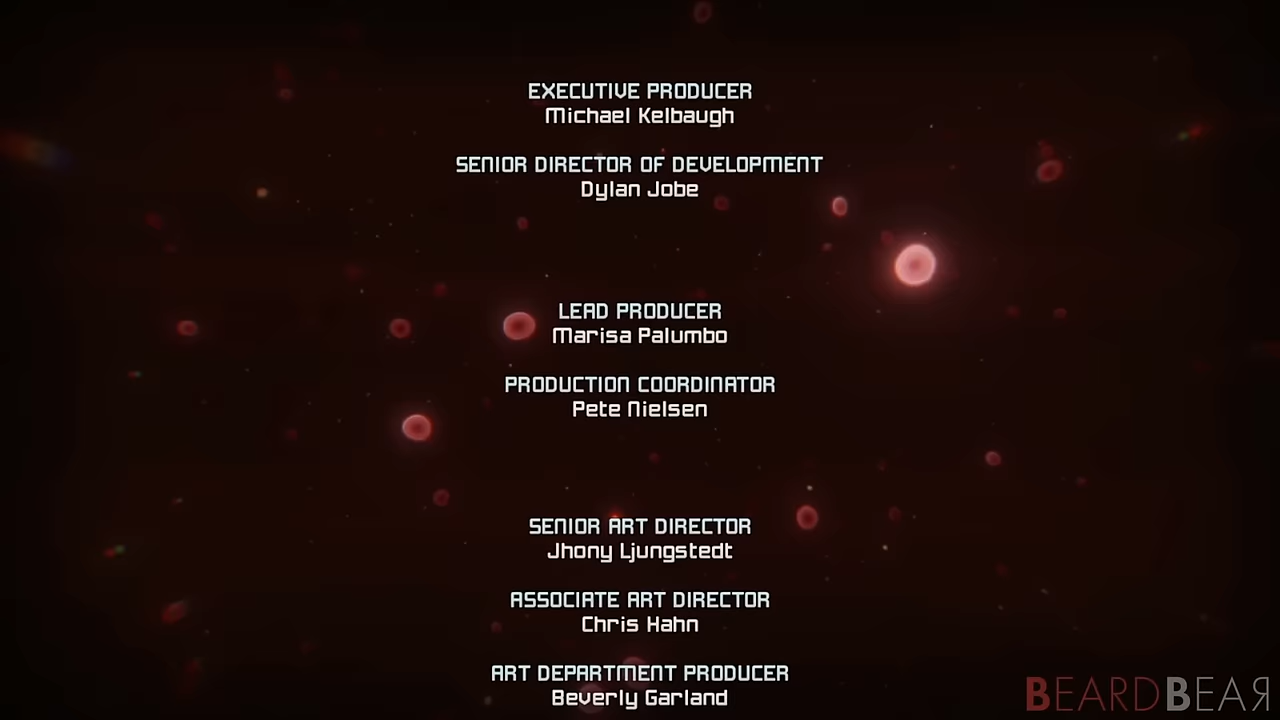 EXECUTIVE PRODUCER
Michael Kelbaugh
SENIOR DIRECTOR OF DEVELOPMENT
Dylan Jobe
LEAD PRODUCER
Marisa Palumbo
PRODUCTION COORDINATOR
Pete Nielsen
SENIOR ART DIRECTOR
Jhony Ljungstedt
ASSOCIATE ART DIRECTOR
Chris Hahn
ART DEPARTMENT PRODUCER
Beverly Garland
BEARDBEAR